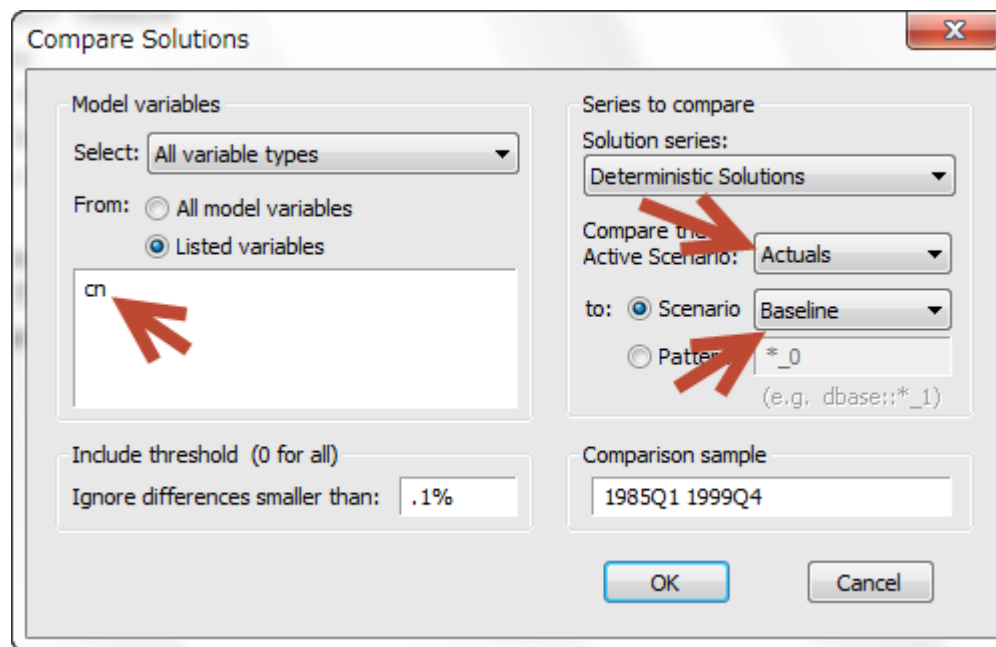 Compare Solutions
Model variables
Select: All variable types
From: All model variables
Listed variables
cn
Include threshold (0 for all)
Ignore differences smaller than: .1%
Series to compare
Solution series:
Deterministic Solutions
Compare
Active Scenario: Actuals
to: Scenario Baseline
*_0
(e.g. dbase::*_1)
Comparison sample
1985Q1 1999Q4
OK Cancel